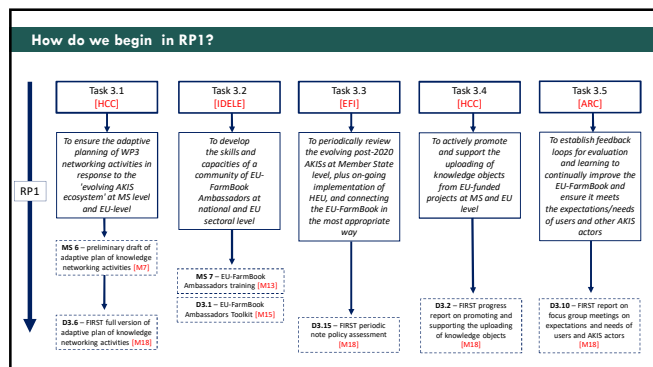 How do we begin in RP1?
RP1
Task 3.1
[HCC]
To ensure the adaptive
planning of WP3
networking activities in
response to the
'evolving AKIS
ecosystem' at MS level
and EU-level
MS 6 – preliminary draft of
adaptive plan of knowledge
networking activities [M7]
D3.6 – FIRST full version of
adaptive plan of knowledge
networking activities [M18]
Task 3.2
[IDELE]
To develop
the skills and
capacities of a
community of EU-
FarmBook
Ambassadors at
national and EU
sectoral level
MS 7 – EU-FarmBook
Ambassadors training [M13]
D3.1 – EU-FarmBook
Ambassadors Toolkit [M15]
Task 3.3
[EFI]
To periodically review
the evolving post-2020
AKISs at Member State
level, plus on-going
implementation of
HEU, and connecting
the EU-FarmBook in
the most appropriate
way
D3.15 – FIRST periodic
note policy assessment
[M18]
Task 3.4
[HCC]
To actively promote
and support the
uploading of
knowledge objects
from EU-funded
projects at MS and EU
level
D3.2 – FIRST progress
report on promoting and
supporting the uploading
of knowledge objects
[M18]
Task 3.5
[ARC]
To establish feedback
loops for evaluation and
learning to
continually improve the
EU-FarmBook and
ensure it meets
the expectations/needs
of users and other AKIS
actors
D3.10 – FIRST report on
focus group meetings on
expectations and needs of
users and AKIS actors
[M18]